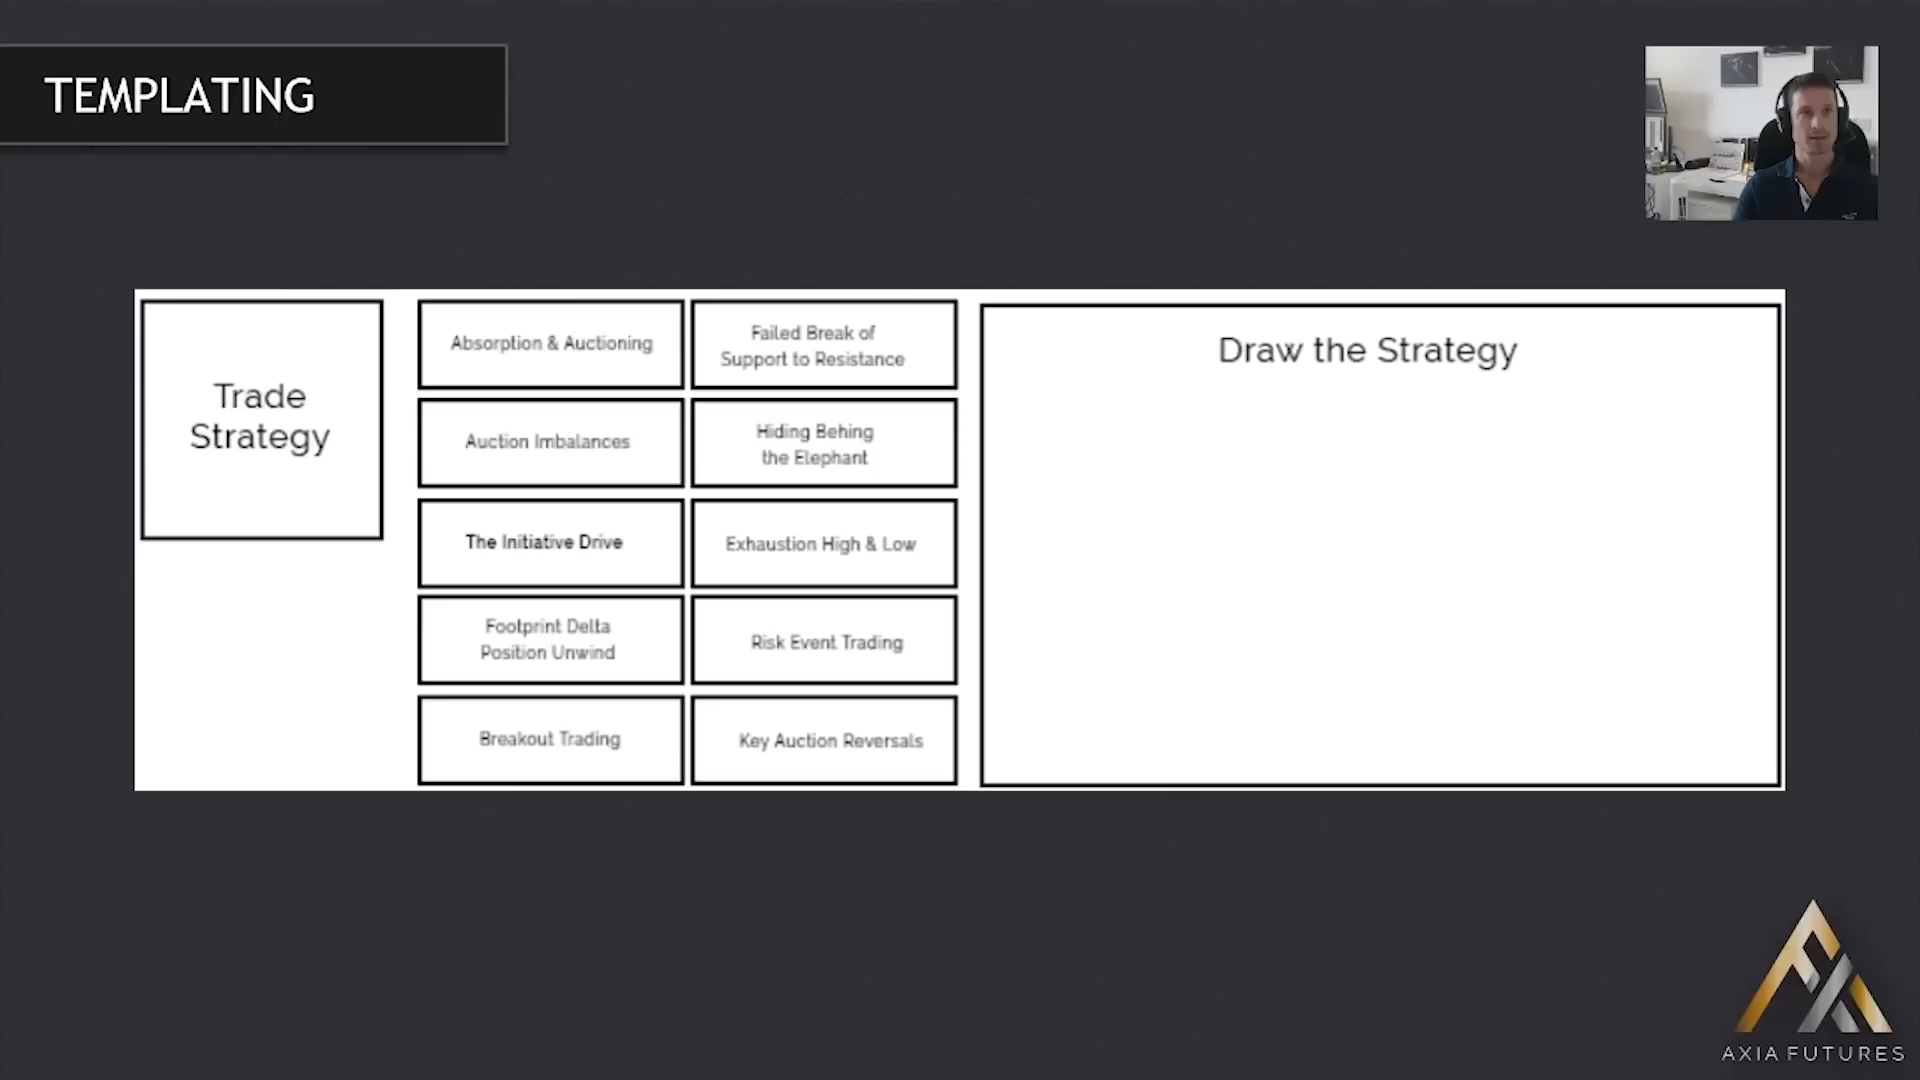 TEMPLATING
Trade
Strategy
Absorption & Auctioning
Failed Break of
Support to Resistance
Auction Imbalances
Hiding Behing
the Elephant
The Initiative Drive
Exhaustion High & Low
Footprint Delta
Position Unwind
Risk Event Trading
Breakout Trading
Key Auction Reversals
Draw the Strategy
AXIA FUTURES